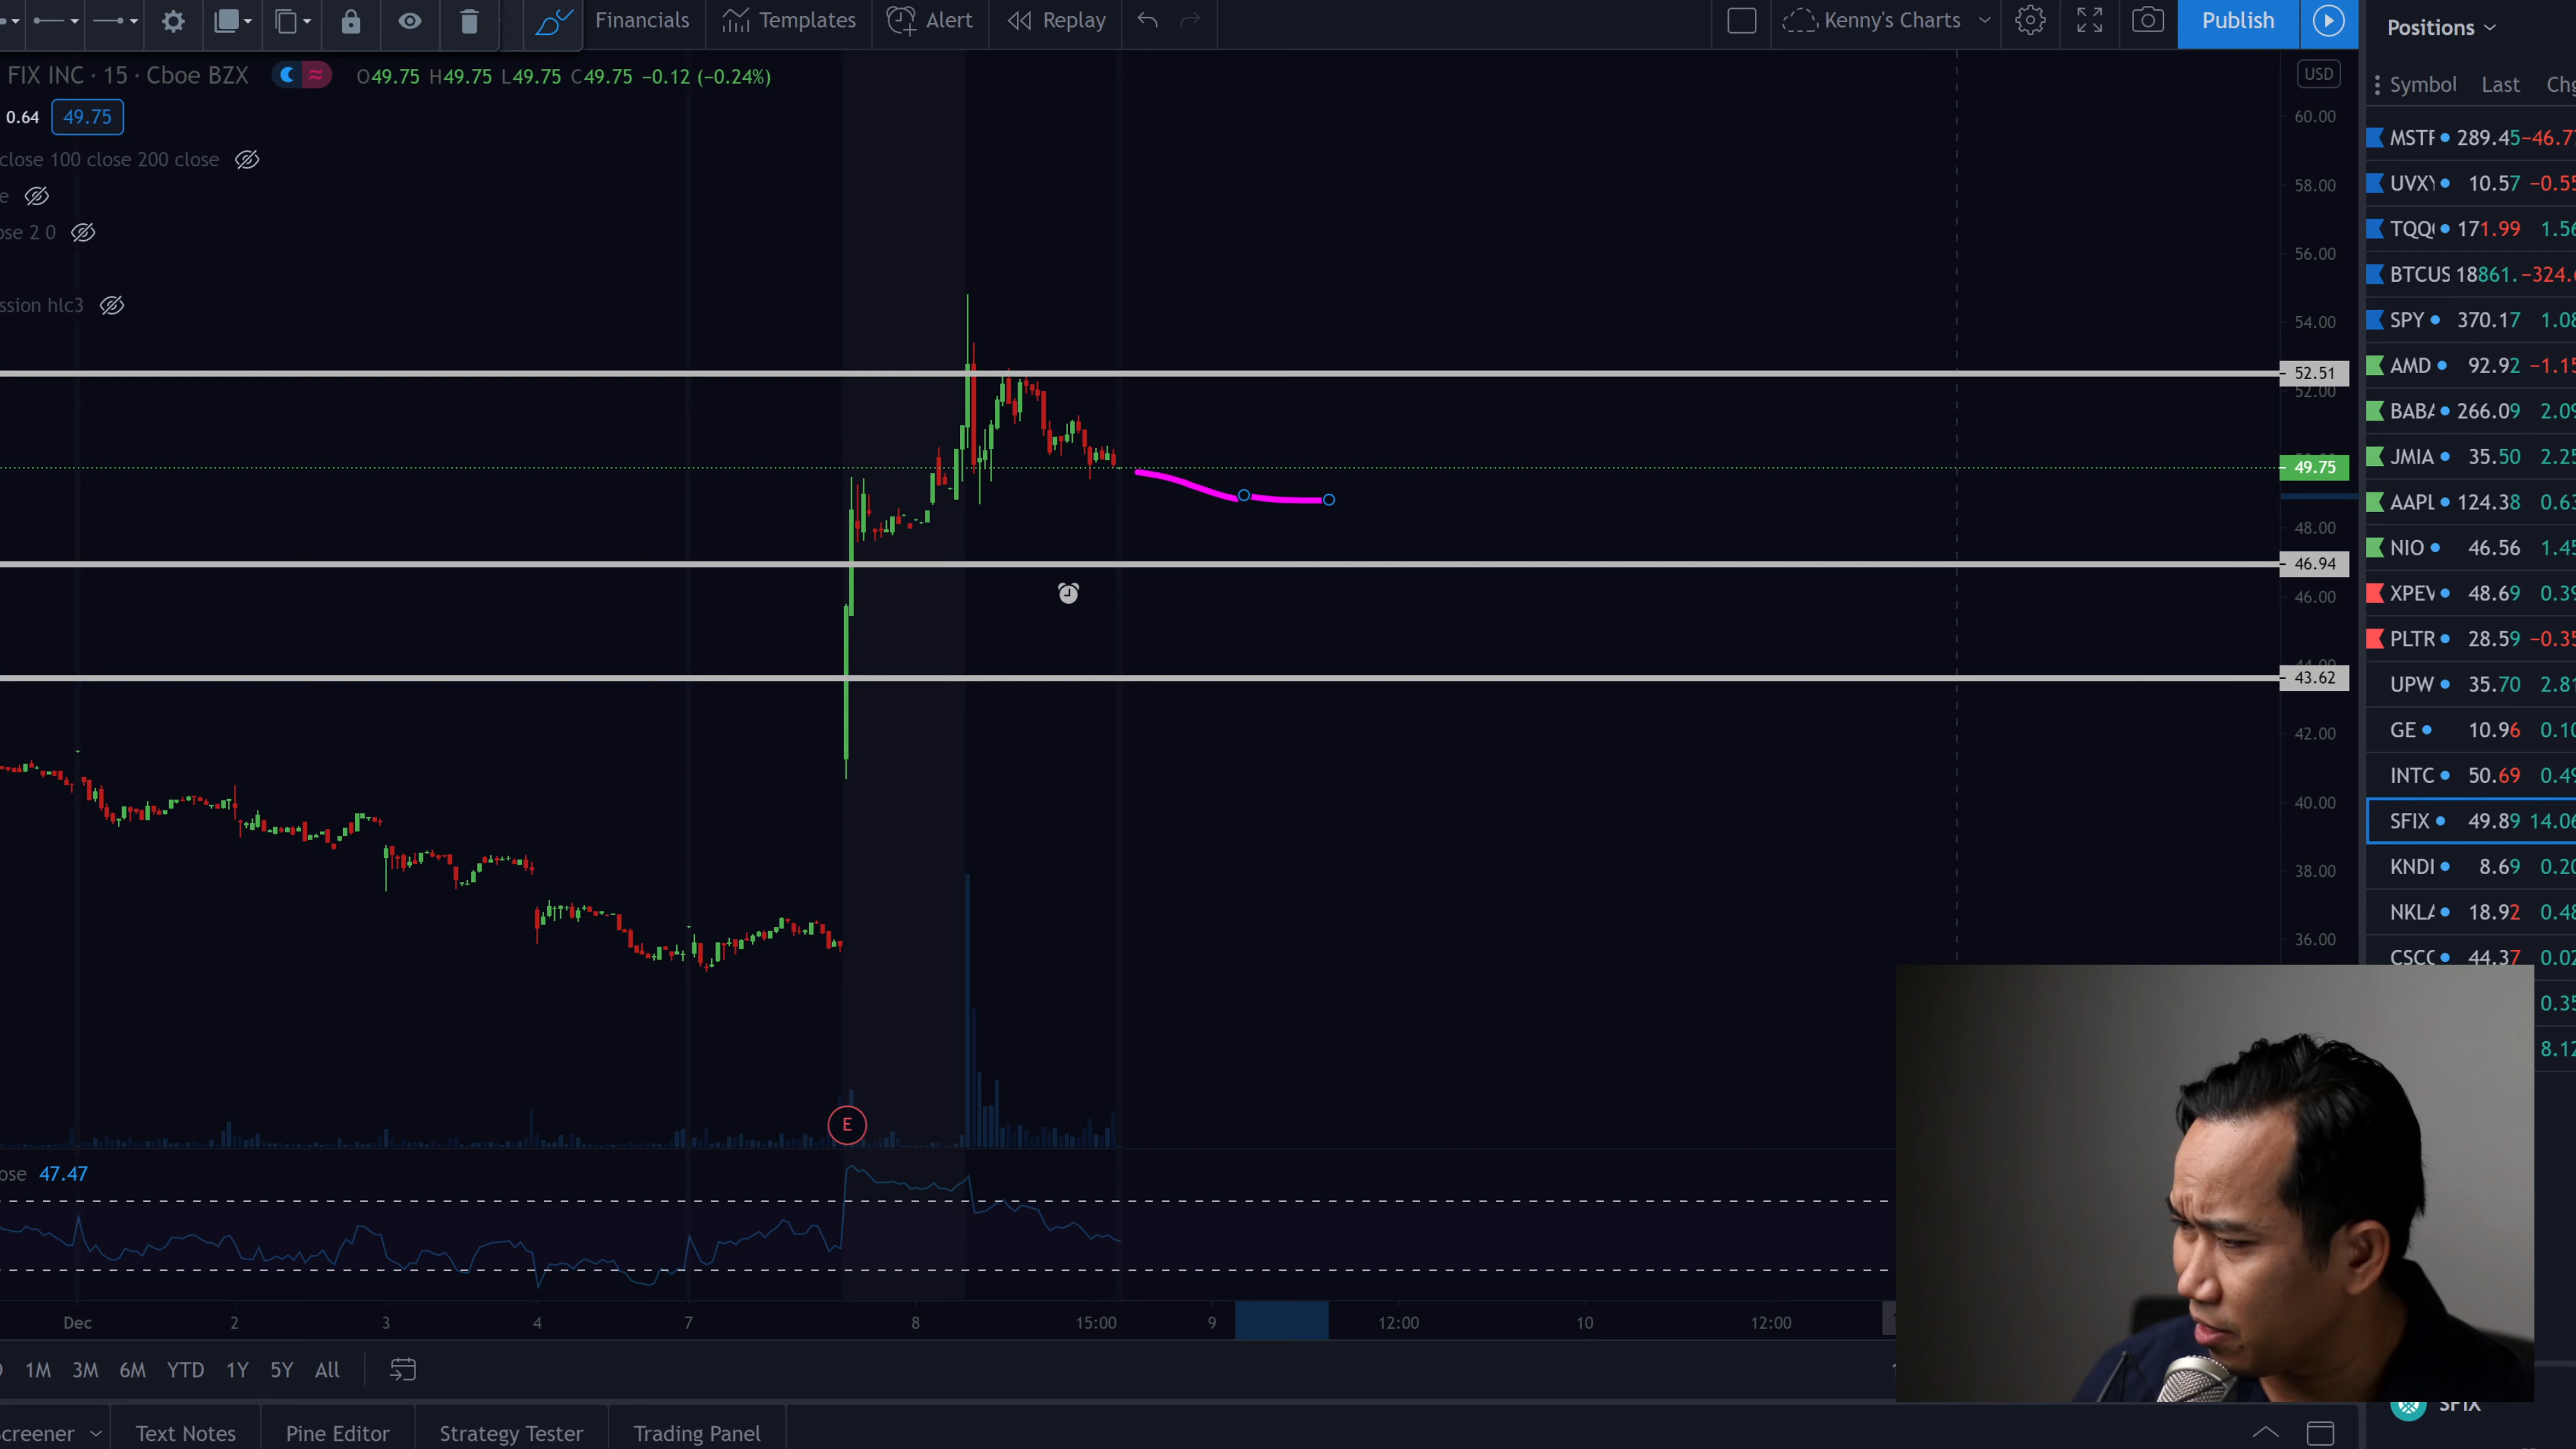 Financials Templates Alert Replay Kenny's Charts Publish Positions
FIX INC · 15 · Cboe BZX O49.75 H49.75 L49.75 C49.75 −0.12 (−0.24%) USD
Symbol Last Chg
0.64 49.75
close 100 close 200 close
e
ose 2 0
ssion hlc3
60.00
58.00
56.00
54.00
52.51
52.00
49.75
48.00
46.94
46.00
44.00
43.62
42.00
40.00
38.00
36.00
MSTR 289.45 −46.7
UVXY 10.57 −0.55
TQQ 171.99 1.56
BTCUS 18861. −324.
SPY 370.17 1.08
AMD 92.92 −1.15
BABA 266.09 2.09
JMIA 35.50 2.25
AAPL 124.38 0.63
NIO 46.56 1.45
XPEV 48.69 0.39
PLTR 28.59 −0.35
UPW 35.70 2.81
GE 10.96 0.10
INTC 50.69 0.49
SFIX 49.89 14.06
KNDI 8.69 0.20
NKLA 18.92 0.48
CSCO 44.37 0.02
0.35
8.12
E
ose 47.47
Dec 2 3 4 7 8 15:00 9 12:00 10 12:00
1M 3M 6M YTD 1Y 5Y All
SFIX
creener Text Notes Pine Editor Strategy Tester Trading Panel